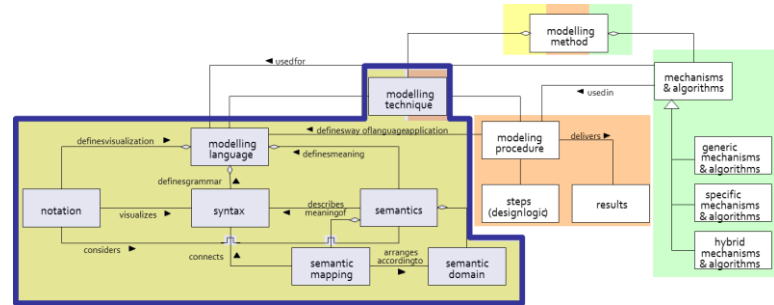 modelling
method
◄ usedfor
mechanisms
& algorithms
modelling
technique
◄ usedin
definesvisualization ►
modelling
language
◄ definesway oflanguageapplication
modeling
procedure
delivers ►
◄ definesmeaning
generic
mechanisms
& algorithms
definesgrammar ▲
notation
visualizes ►
syntax
describes ◄
meaningof
semantics
steps
(designlogic)
results
specific
mechanisms
& algorithms
considers ►
connects ▲
semantic
mapping
arranges
accordingto ►
semantic
domain
hybrid
mechanisms
& algorithms